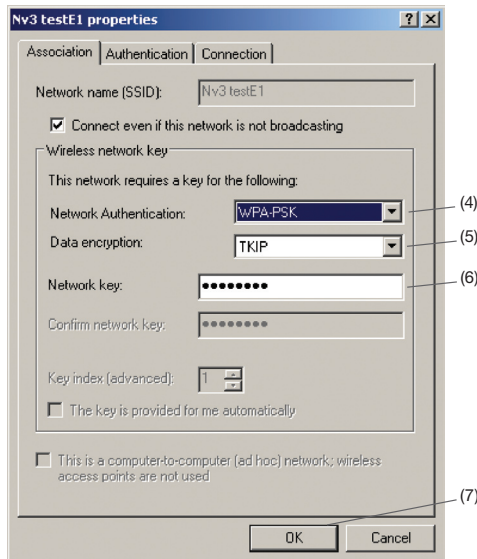 Nv3 testE1 properties
Association Authentication Connection
Network name (SSID): Nv3 testE1
Connect even if this network is not broadcasting
Wireless network key
This network requires a key for the following:
Network Authentication: WPA-PSK (4)
Data encryption: TKIP (5)
Network key: ●●●●●●●● (6)
Confirm network key: ●●●●●●●●
Key index (advanced): 1
The key is provided for me automatically
This is a computer-to-computer (ad hoc) network; wireless
access points are not used
(7)
OK Cancel